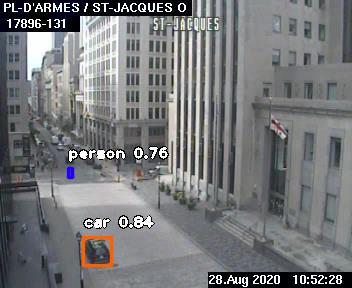 PL-D'ARMES / ST-JACQUES O
17896-131
ST-JACQUES
person 0.76
car 0.84
28.Aug 2020 10:52:28